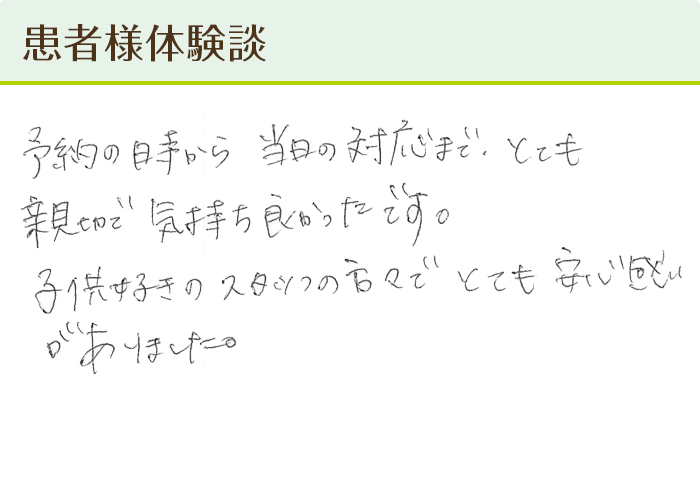 患者様体験談
予約の時から 当日の対応まで、とても
親切で 気持ち良かったです。
子供好きのスタッフの方々で とても 安心感
がありました。